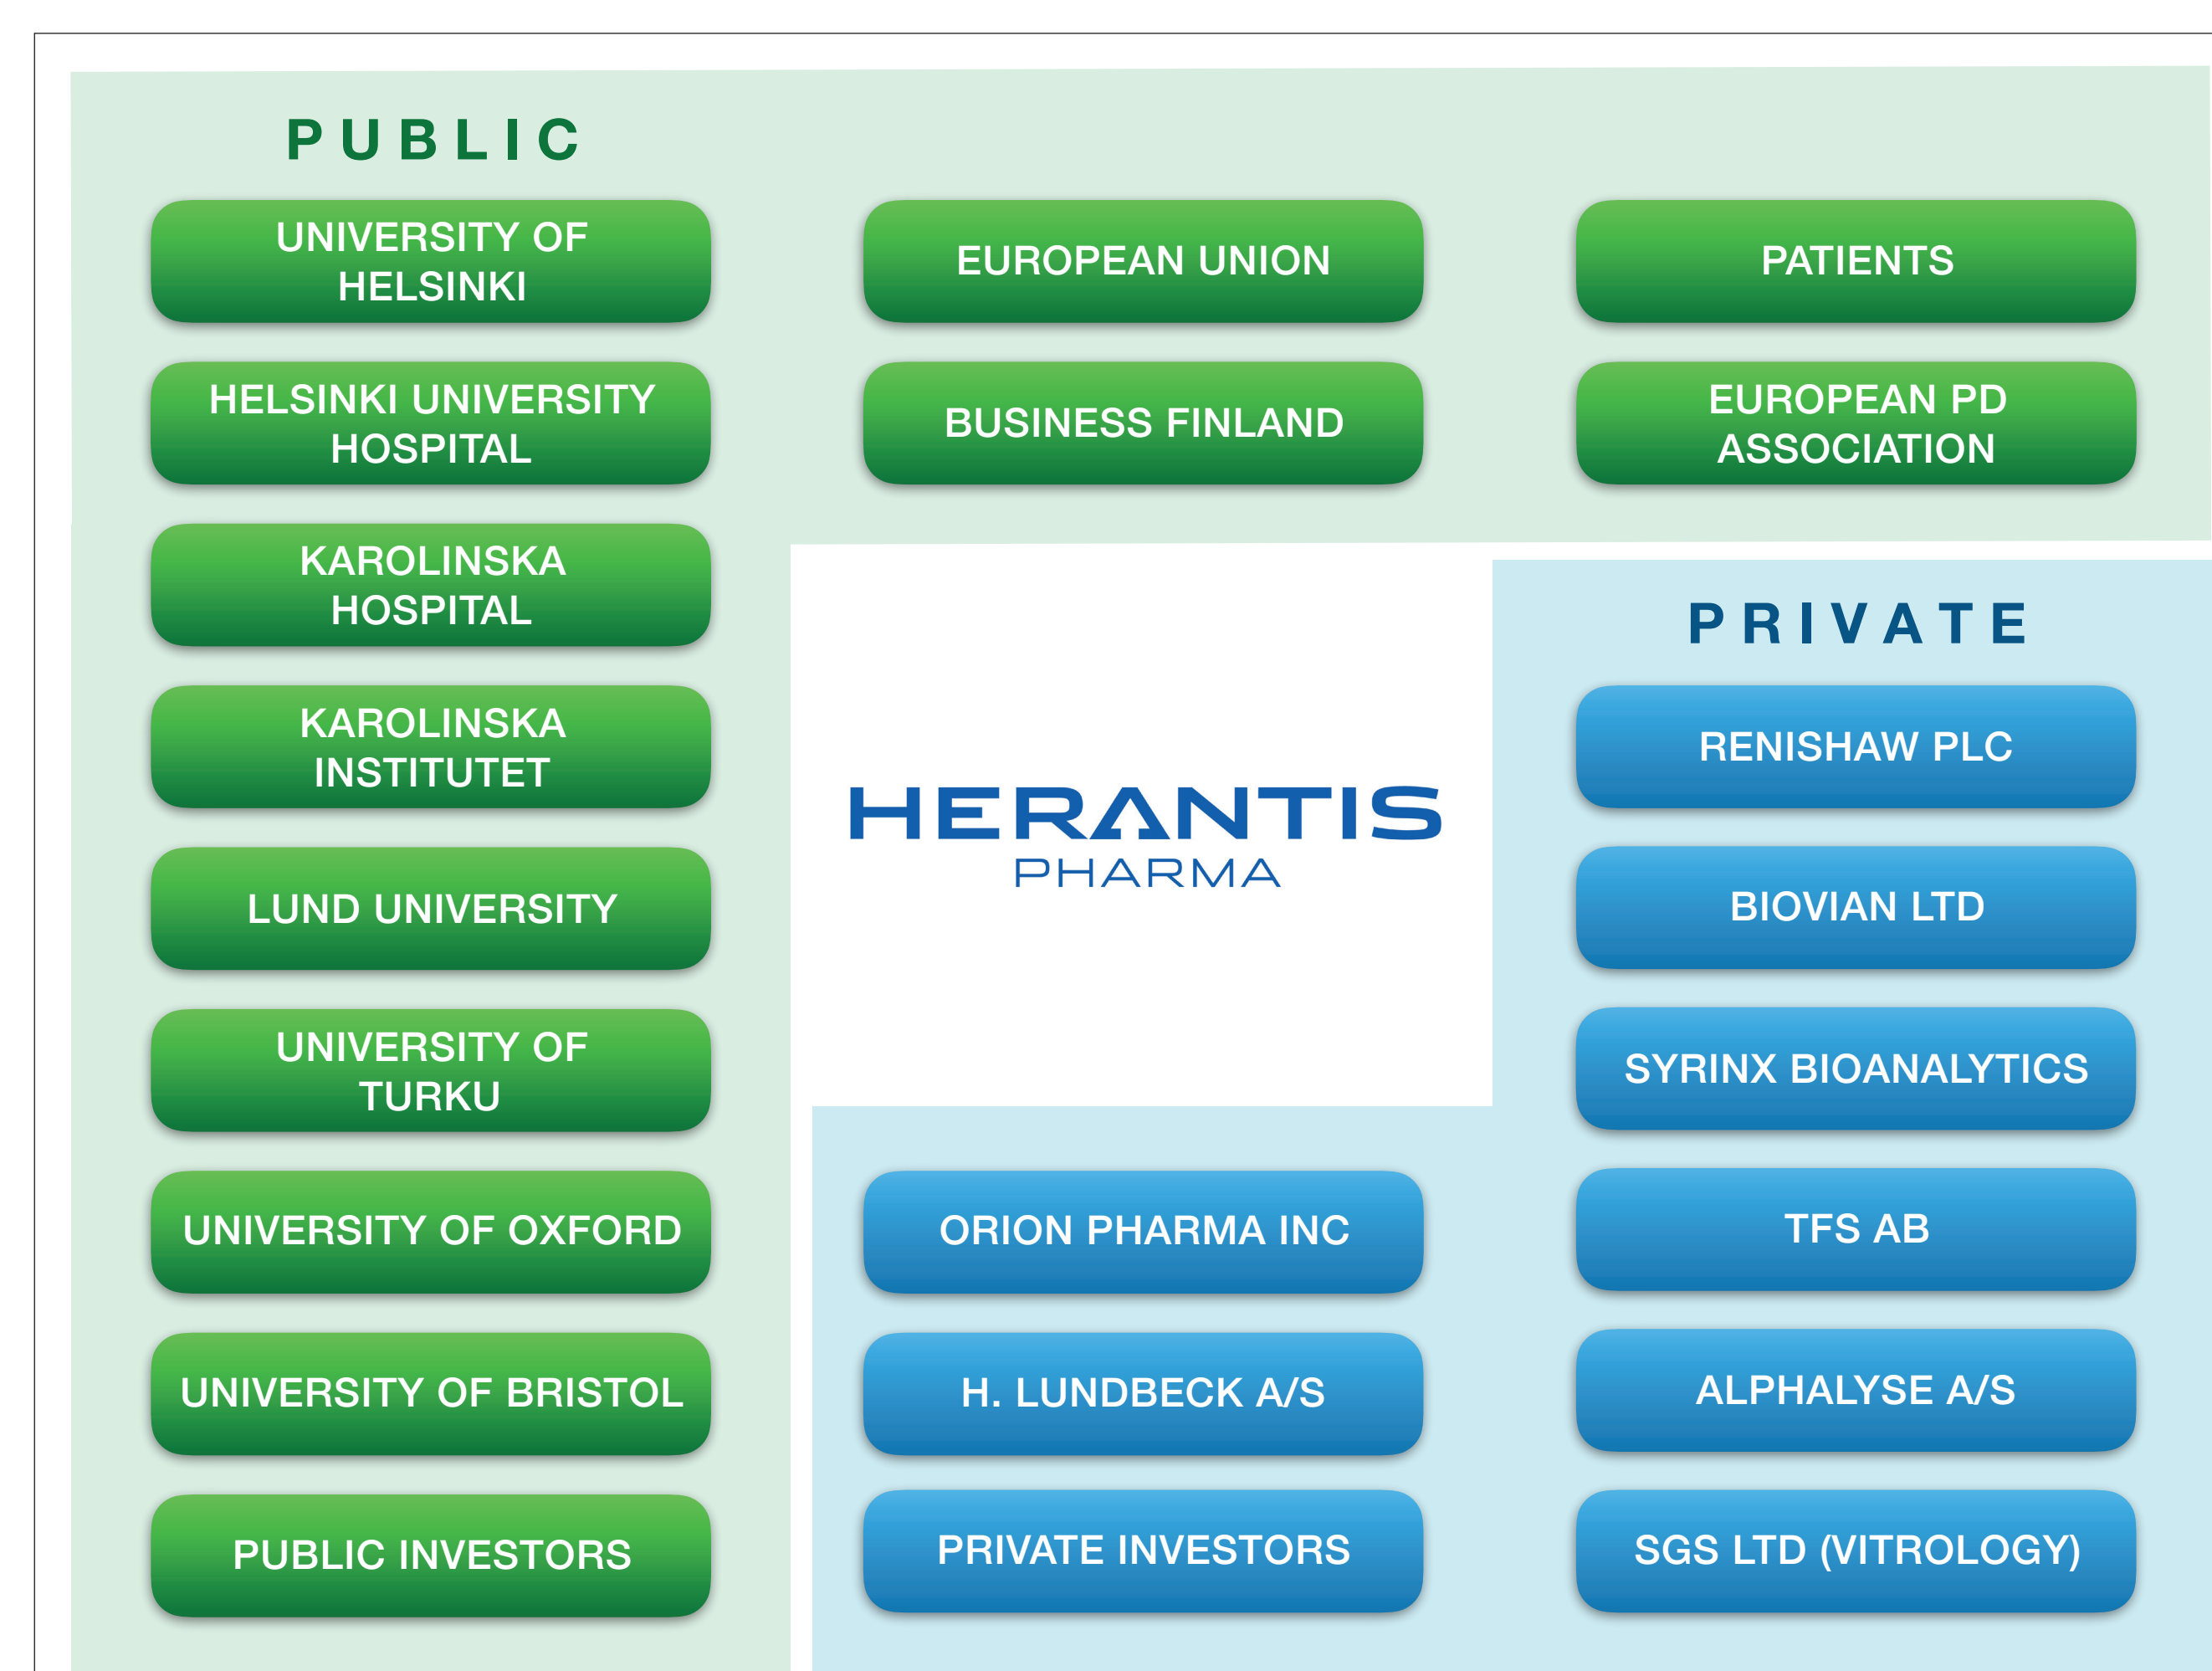 PUBLIC
UNIVERSITY OF
HELSINKI
HELSINKI UNIVERSITY
HOSPITAL
KAROLINSKA
HOSPITAL
KAROLINSKA
INSTITUTET
LUND UNIVERSITY
UNIVERSITY OF
TURKU
UNIVERSITY OF OXFORD
UNIVERSITY OF BRISTOL
PUBLIC INVESTORS
EUROPEAN UNION
BUSINESS FINLAND
PATIENTS
EUROPEAN PD
ASSOCIATION
HERANTIS
PHARMA
PRIVATE
RENISHAW PLC
BIOVIAN LTD
SYRINX BIOANALYTICS
TFS AB
ALPHALYSE A/S
SGS LTD (VITROLOGY)
ORION PHARMA INC
H. LUNDBECK A/S
PRIVATE INVESTORS